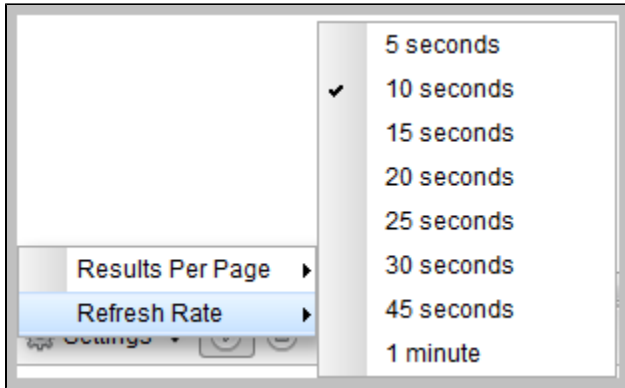 5 seconds
10 seconds
15 seconds
20 seconds
25 seconds
30 seconds
45 seconds
1 minute
Results Per Page
Refresh Rate
Settings